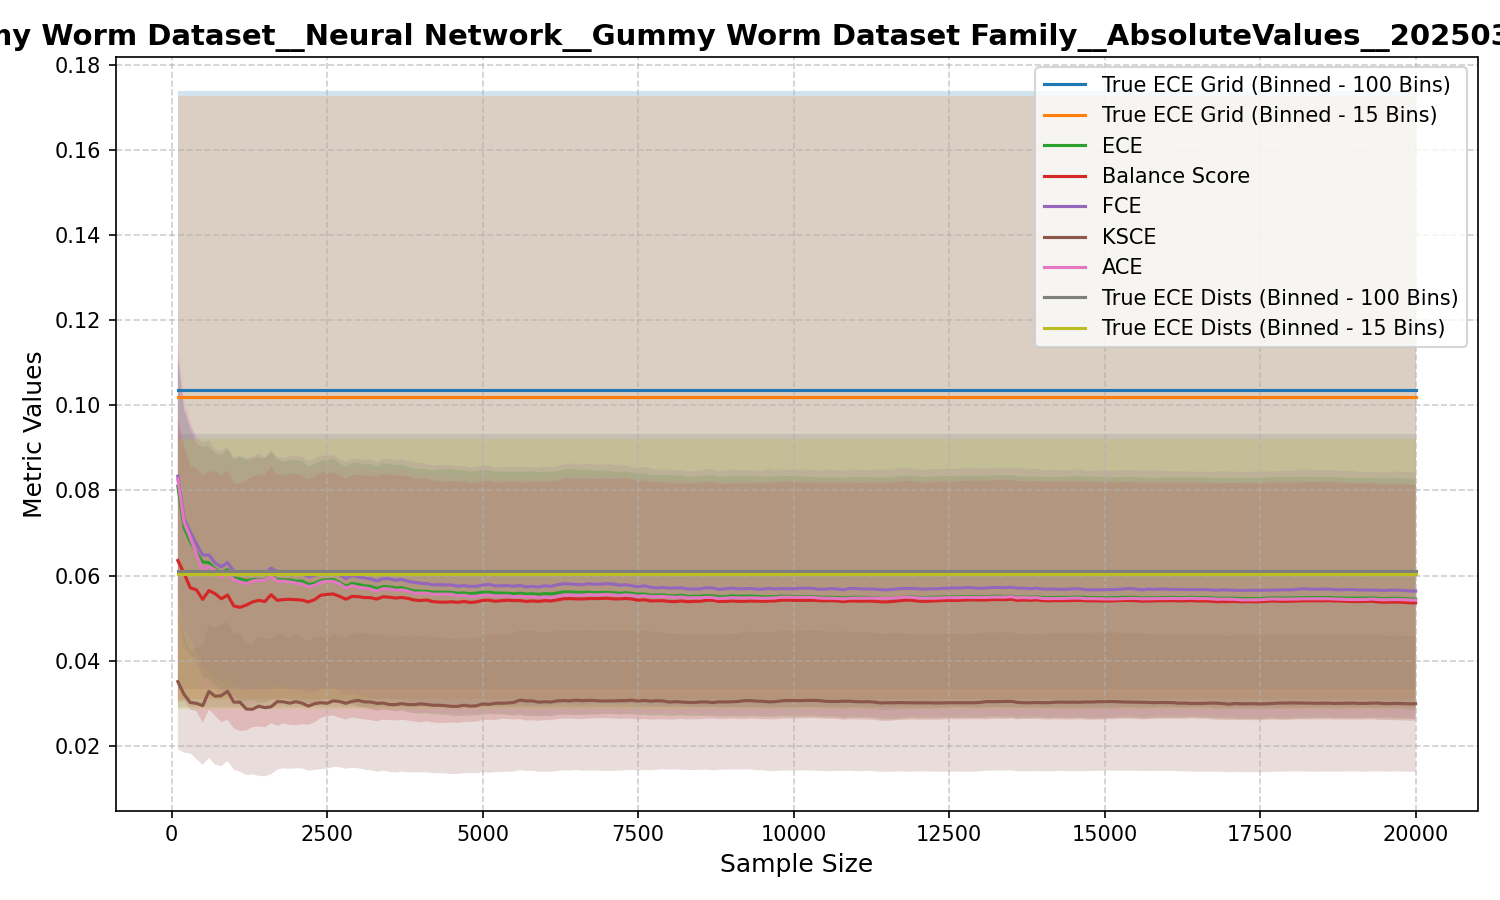 my Worm Dataset__Neural Network__Gummy Worm Dataset Family__AbsoluteValues__202503
0.18
0.16
0.14
0.12
0.10
0.08
0.06
0.04
0.02
Metric Values
True ECE Grid (Binned - 100 Bins)
True ECE Grid (Binned - 15 Bins)
ECE
Balance Score
FCE
KSCE
ACE
True ECE Dists (Binned - 100 Bins)
True ECE Dists (Binned - 15 Bins)
0
2500
5000
7500
10000
12500
15000
17500
20000
Sample Size